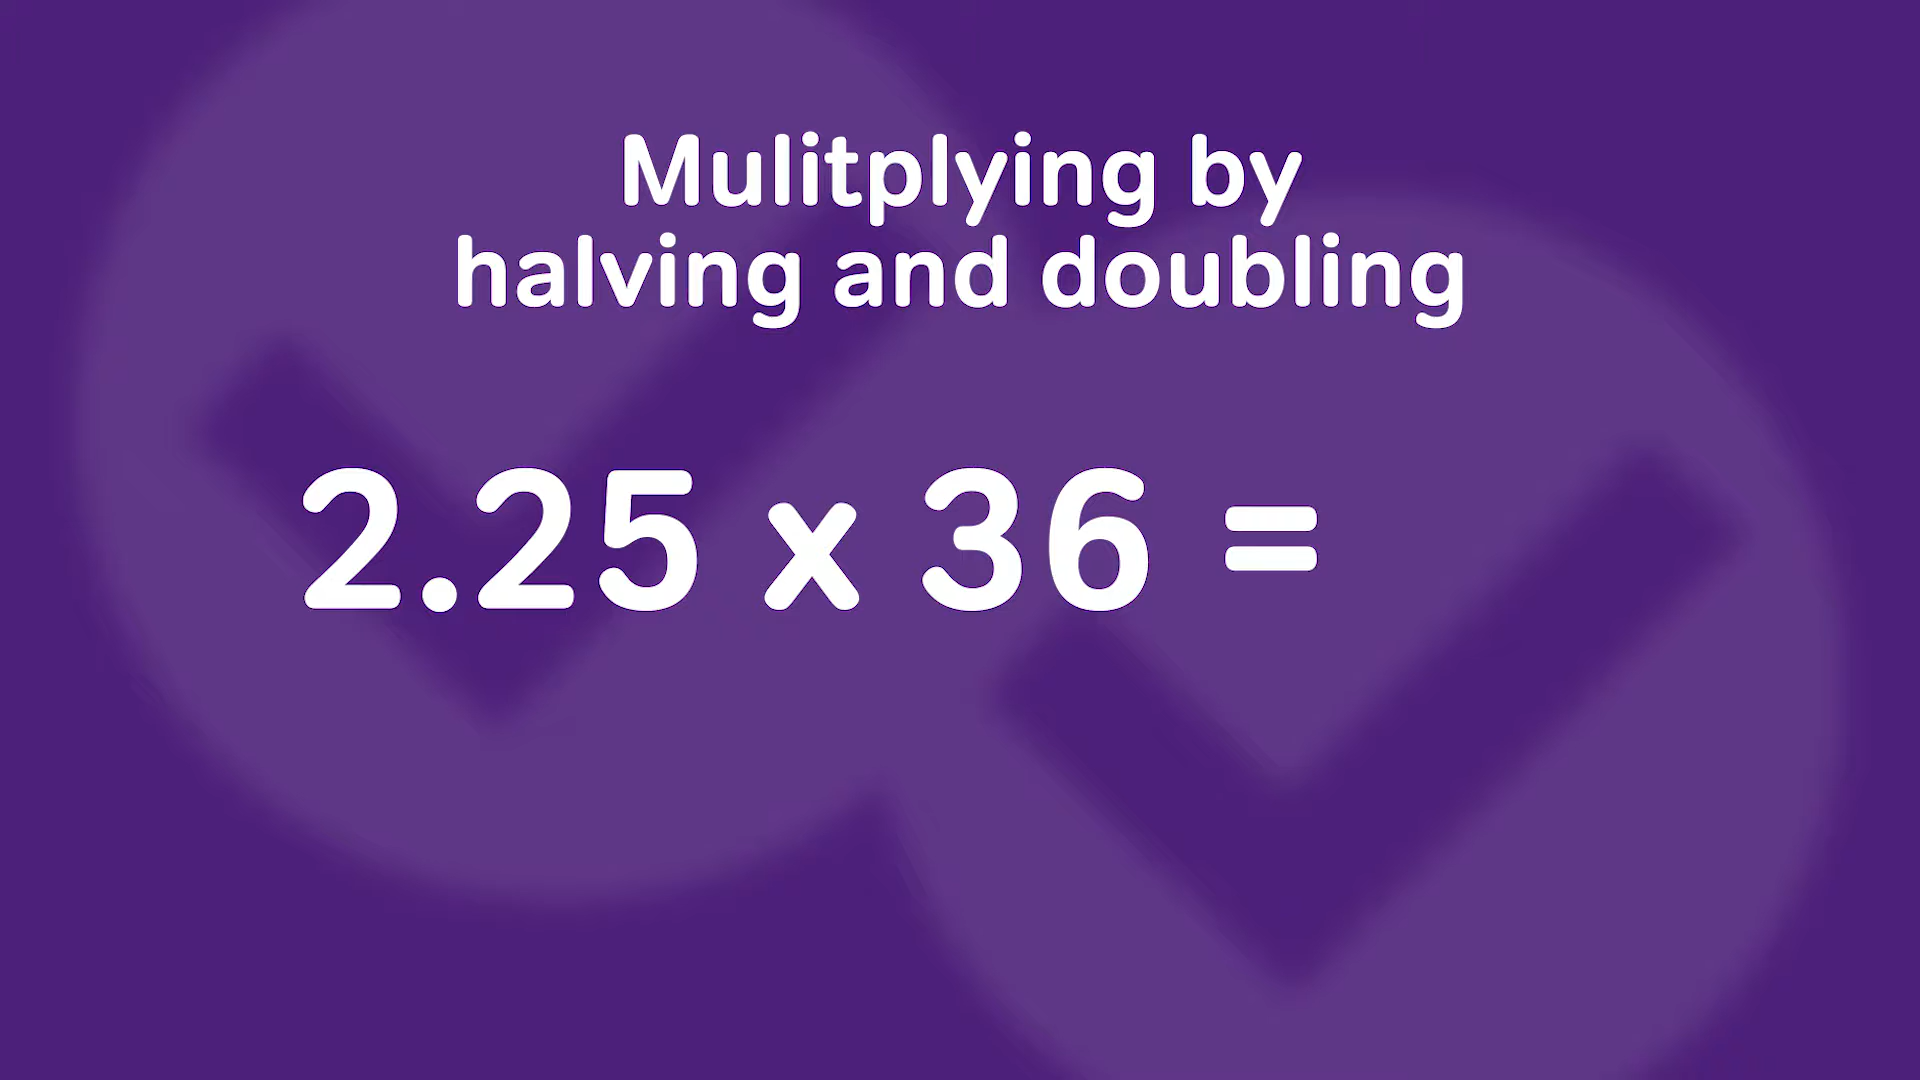 Mulitplying by
halving and doubling
2.25 x 36 =